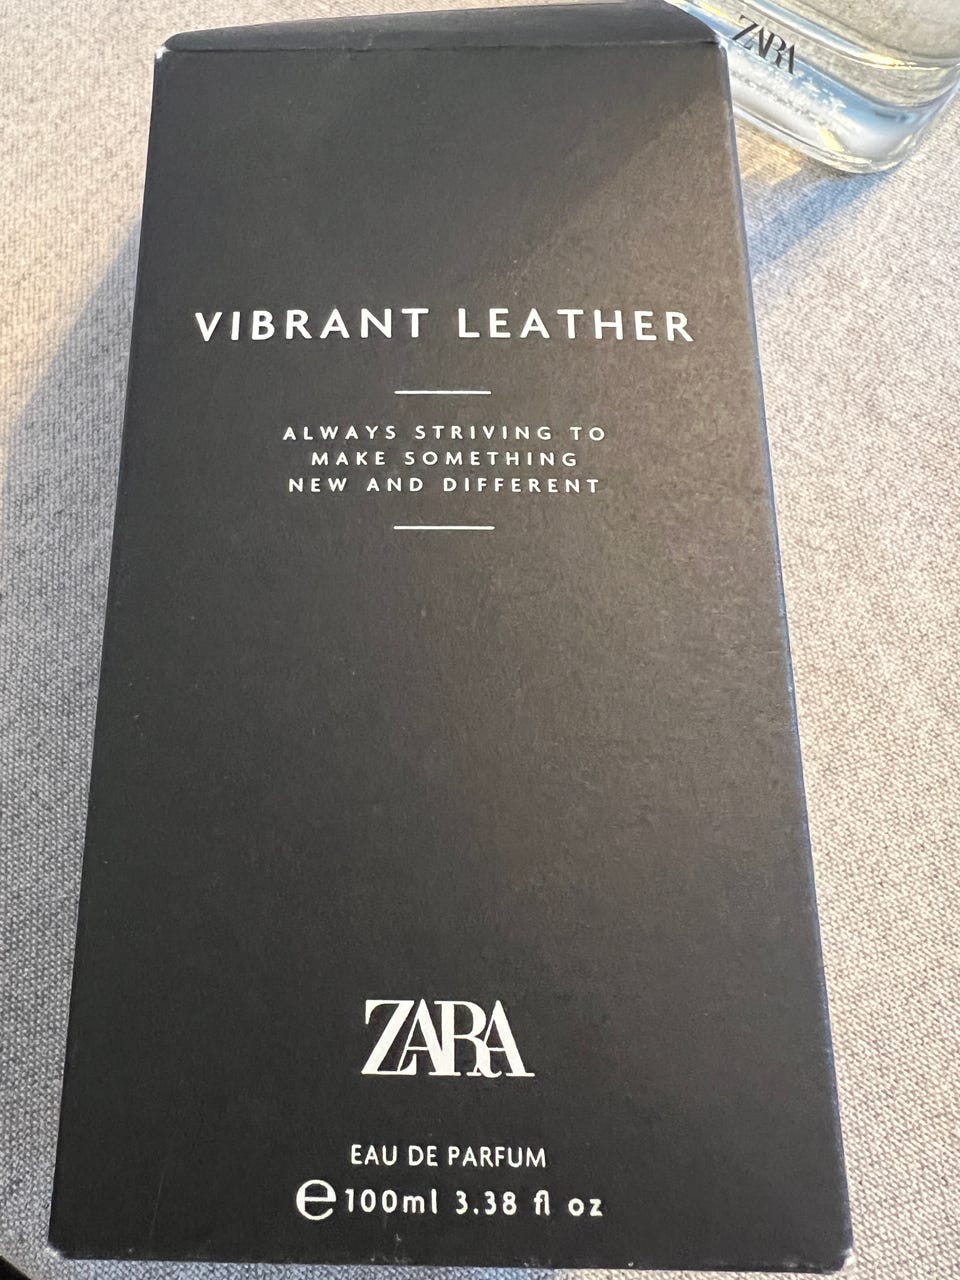 ZARA
VIBRANT LEATHER
ALWAYS STRIVING TO
MAKE SOMETHING
NEW AND DIFFERENT
ZARA
EAU DE PARFUM
℮100ml 3.38 fl oz